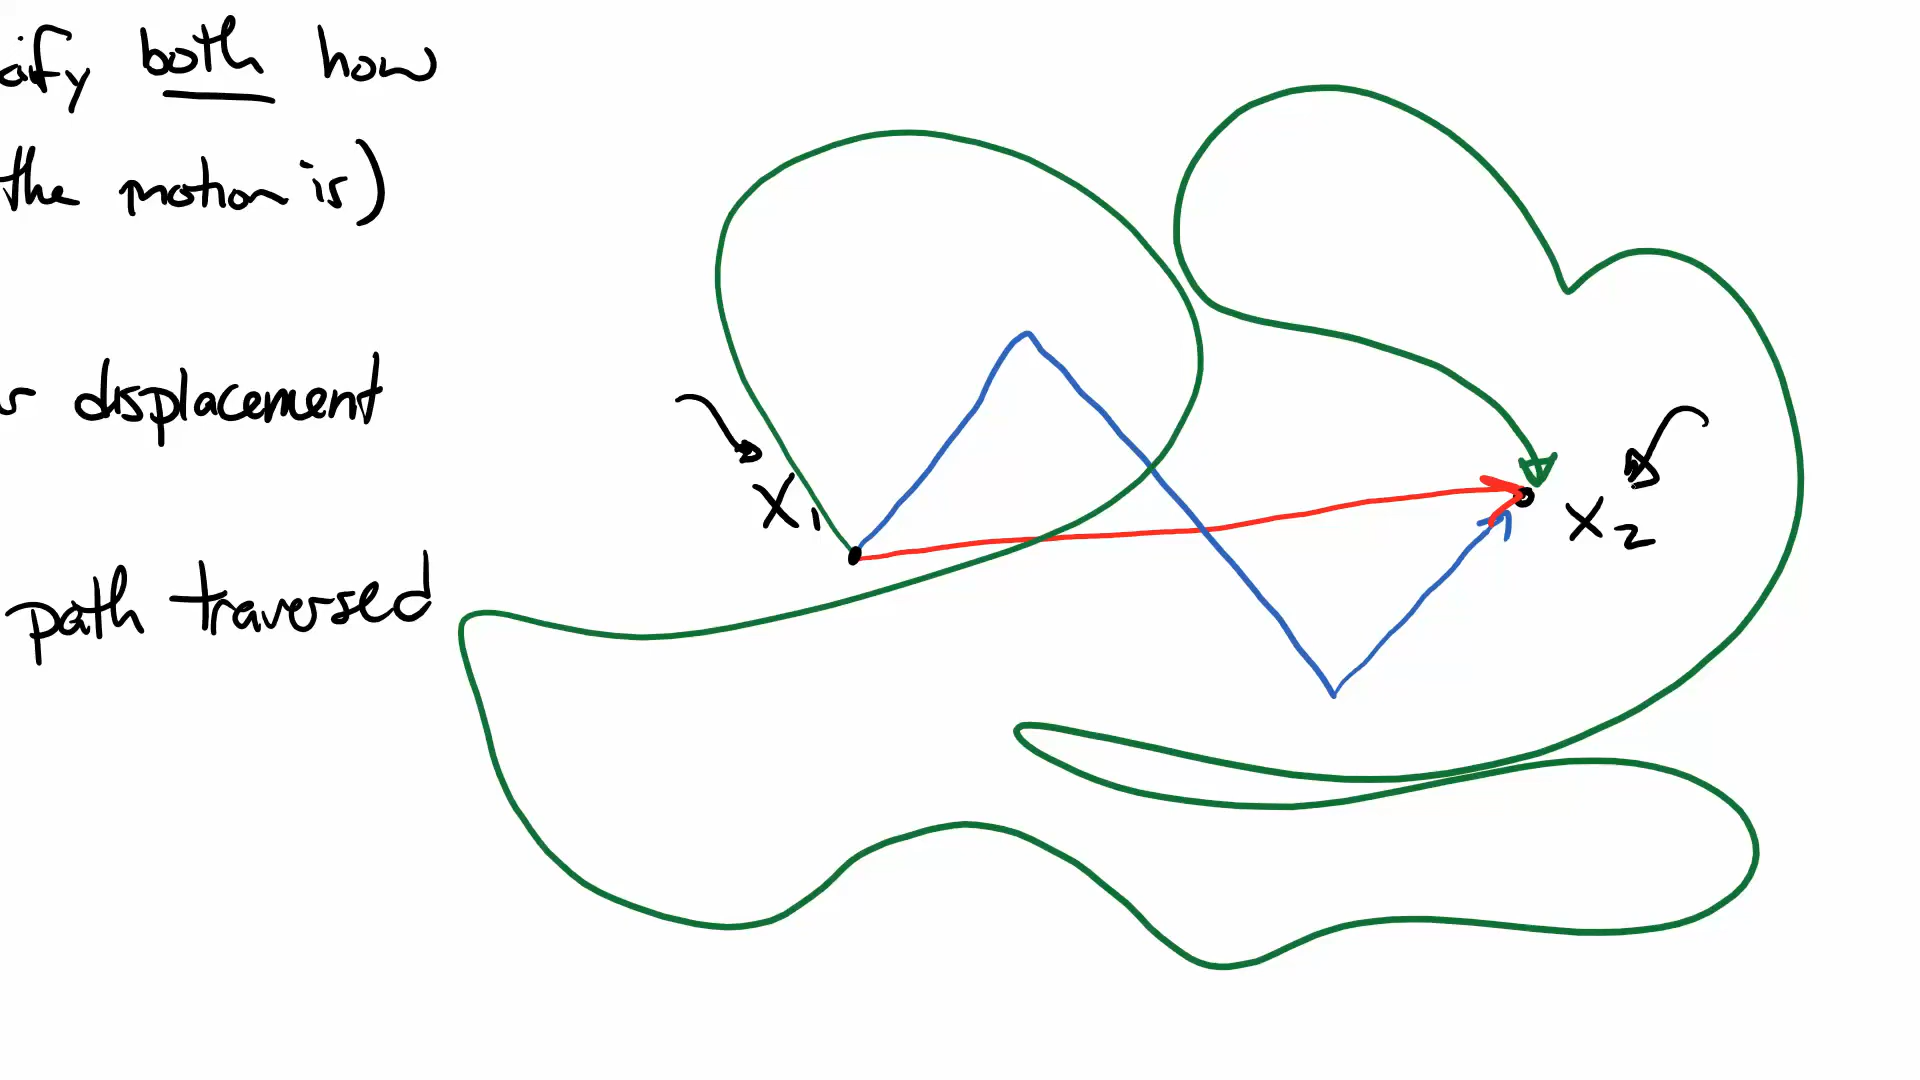 both how
the motion is)
displacement
path traversed
X₁
X₂